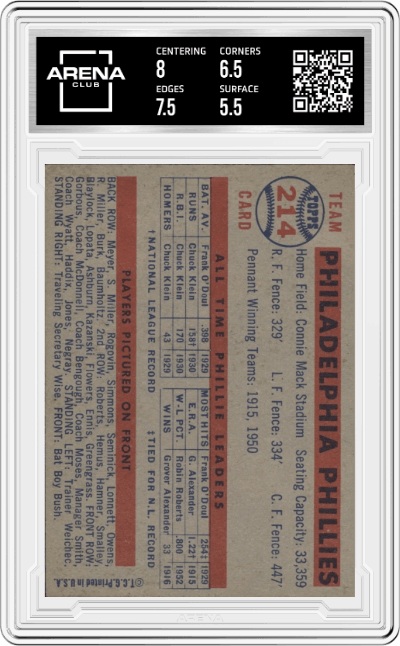 ARENA
CLUB
CENTERING
8
CORNERS
6.5
EDGES
7.5
SURFACE
5.5
TEAM
TOPPS
214
CARD
PHILADELPHIA PHILLIES
Home Field: Connie Mack Stadium Seating Capacity: 33,359
R. F. Fence: 329' L. F. Fence: 334' C. F. Fence: 447'
Pennant Winning Teams: 1915, 1950
ALL TIME PHILLIE LEADERS
BAT. AV. Frank O'Doul .398 1929 MOST HITS Frank O'Doul 254‡ 1929
RUNS Chuck Klein 158† 1930 E.R.A. G. Alexander 1.22† 1915
R.B.I. Chuck Klein 170 1930 W-L PCT. Robin Roberts .800 1952
HOMERS Chuck Klein 43 1929 WINS Grover Alexander 33 1916
†NATIONAL LEAGUE RECORD ‡TIED FOR N.L. RECORD
PLAYERS PICTURED ON FRONT
BACK ROW: Meyer, S. Miller, Rogovin, Simmons, Seminick, Lonnett, Owens,
R. Miller, Burk, Baumholtz 2ND ROW: Roberts, Hemus, Hamner, Smalley
Blaylock, Lopata, Ashburn, Kazanski, Flowers, Ennis, Greengrass. FRONT ROW:
Gorbous, Coach McDonnell, Coach Bengough, Coach Moses, Manager Smith
Coach Wyatt, Haddix, Jones, Negray. STANDING LEFT: Trainer Weichec.
STANDING RIGHT: Traveling Secretary Wise. FRONT: Bat Boy Bush.
© T.C.G. Printed in U.S.A.
ARENA